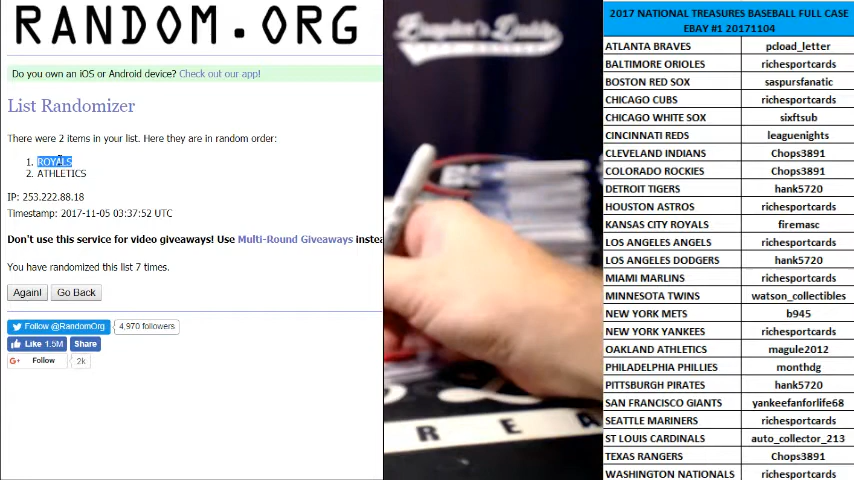 RANDOM.ORG
Do you own an iOS or Android device? Check out our app!
List Randomizer
There were 2 items in your list. Here they are in random order:
1. ROYALS
2. ATHLETICS
IP: 253.222.88.18
Timestamp: 2017-11-05 03:37:52 UTC
Don't use this service for video giveaways! Use Multi-Round Giveaways instea
You have randomized this list 7 times.
Again! Go Back
Follow @RandomOrg 4,970 followers
Like 1.5M Share
G+ Follow 2k
R E A
2017 NATIONAL TREASURES BASEBALL FULL CASE
EBAY #1 20171104
ATLANTA BRAVES pcload_letter
BALTIMORE ORIOLES richesportcards
BOSTON RED SOX saspursfanatic
CHICAGO CUBS richesportcards
CHICAGO WHITE SOX sixftsub
CINCINNATI REDS leaguenights
CLEVELAND INDIANS Chops3891
COLORADO ROCKIES Chops3891
DETROIT TIGERS hank5720
HOUSTON ASTROS richesportcards
KANSAS CITY ROYALS firemasc
LOS ANGELES ANGELS richesportcards
LOS ANGELES DODGERS hank5720
MIAMI MARLINS richesportcards
MINNESOTA TWINS watson_collectibles
NEW YORK METS b945
NEW YORK YANKEES richesportcards
OAKLAND ATHLETICS magule2012
PHILADELPHIA PHILLIES monthdg
PITTSBURGH PIRATES hank5720
SAN FRANCISCO GIANTS yankeefanforlife68
SEATTLE MARINERS richesportcards
ST LOUIS CARDINALS auto_collector_213
TEXAS RANGERS Chops3891
WASHINGTON NATIONALS richesportcards